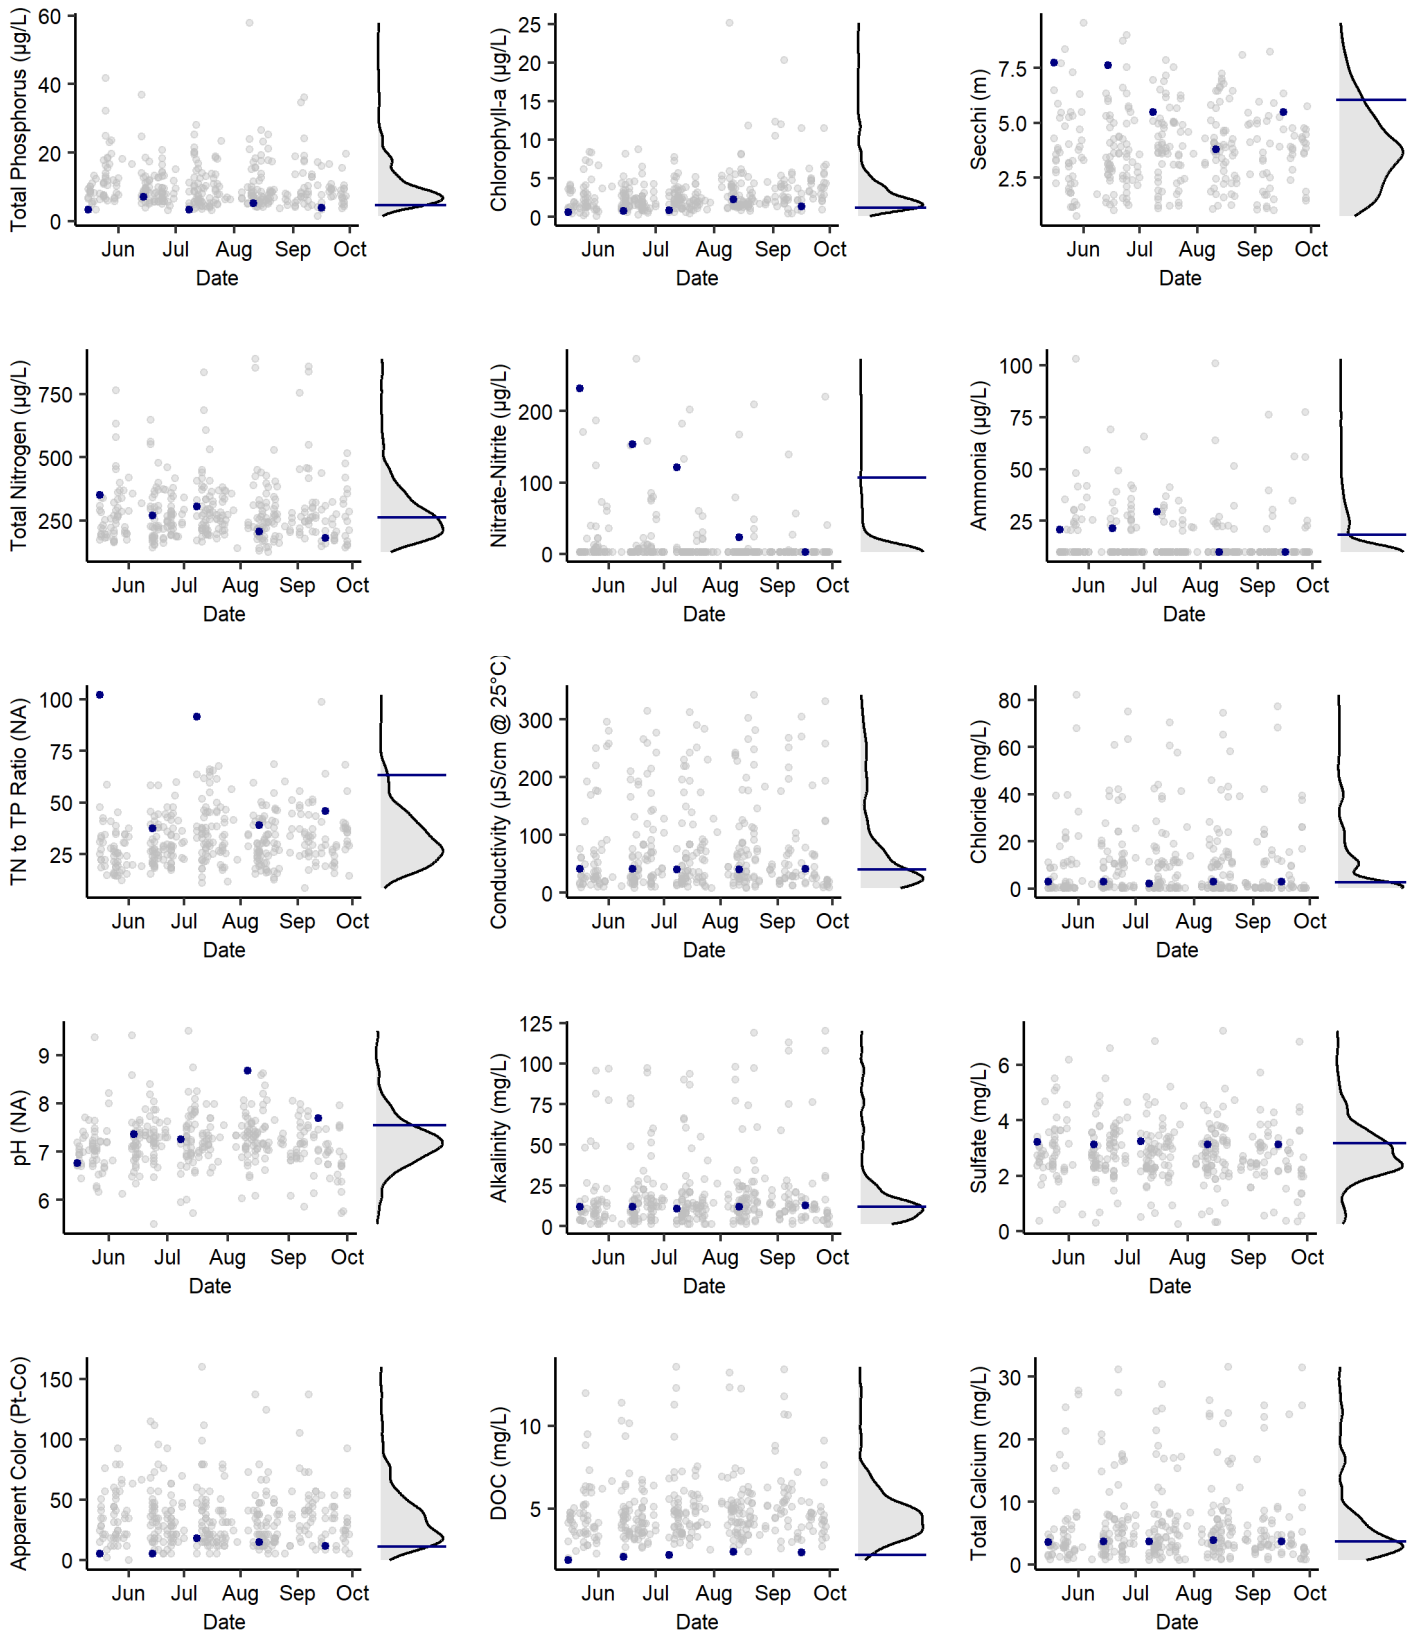 Total Phosphorus (µg/L)
60
40
20
0
Jun Jul Aug Sep Oct
Date
Chlorophyll-a (µg/L)
25
20
15
10
5
0
Jun Jul Aug Sep Oct
Date
Secchi (m)
7.5
5.0
2.5
Jun Jul Aug Sep Oct
Date
Total Nitrogen (µg/L)
750
500
250
Jun Jul Aug Sep Oct
Date
Nitrate-Nitrite (µg/L)
200
100
0
Jun Jul Aug Sep Oct
Date
Ammonia (µg/L)
100
75
50
25
Jun Jul Aug Sep Oct
Date
TN to TP Ratio (NA)
100
75
50
25
Jun Jul Aug Sep Oct
Date
Conductivity (µS/cm @ 25°C)
300
200
100
0
Jun Jul Aug Sep Oct
Date
Chloride (mg/L)
80
60
40
20
0
Jun Jul Aug Sep Oct
Date
pH (NA)
9
8
7
6
Jun Jul Aug Sep Oct
Date
Alkalinity (mg/L)
125
100
75
50
25
0
Jun Jul Aug Sep Oct
Date
Sulfate (mg/L)
6
4
2
0
Jun Jul Aug Sep Oct
Date
Apparent Color (Pt-Co)
150
100
50
0
Jun Jul Aug Sep Oct
Date
DOC (mg/L)
10
5
Jun Jul Aug Sep Oct
Date
Total Calcium (mg/L)
30
20
10
0
Jun Jul Aug Sep Oct
Date